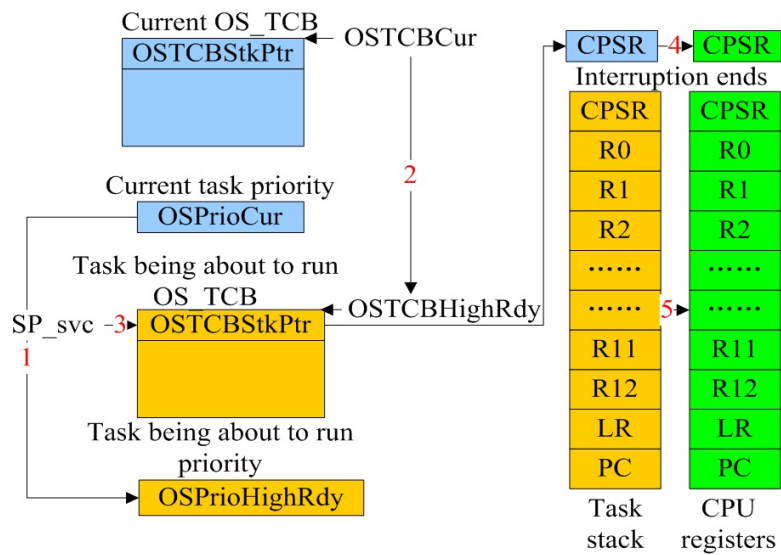 Current OS_TCB
OSTCBStkPtr
OSTCBCur
2
Current task priority
OSPrioCur
Task being about to run
OS_TCB
OSTCBStkPtr
OSTCBHighRdy
SP_svc
3
1
Task being about to run
priority
OSPrioHighRdy
CPSR
4
CPSR
Interruption ends
CPSR
R0
R1
R2
……
……
R11
R12
LR
PC
Task
stack
5
CPSR
R0
R1
R2
……
……
R11
R12
LR
PC
CPU
registers